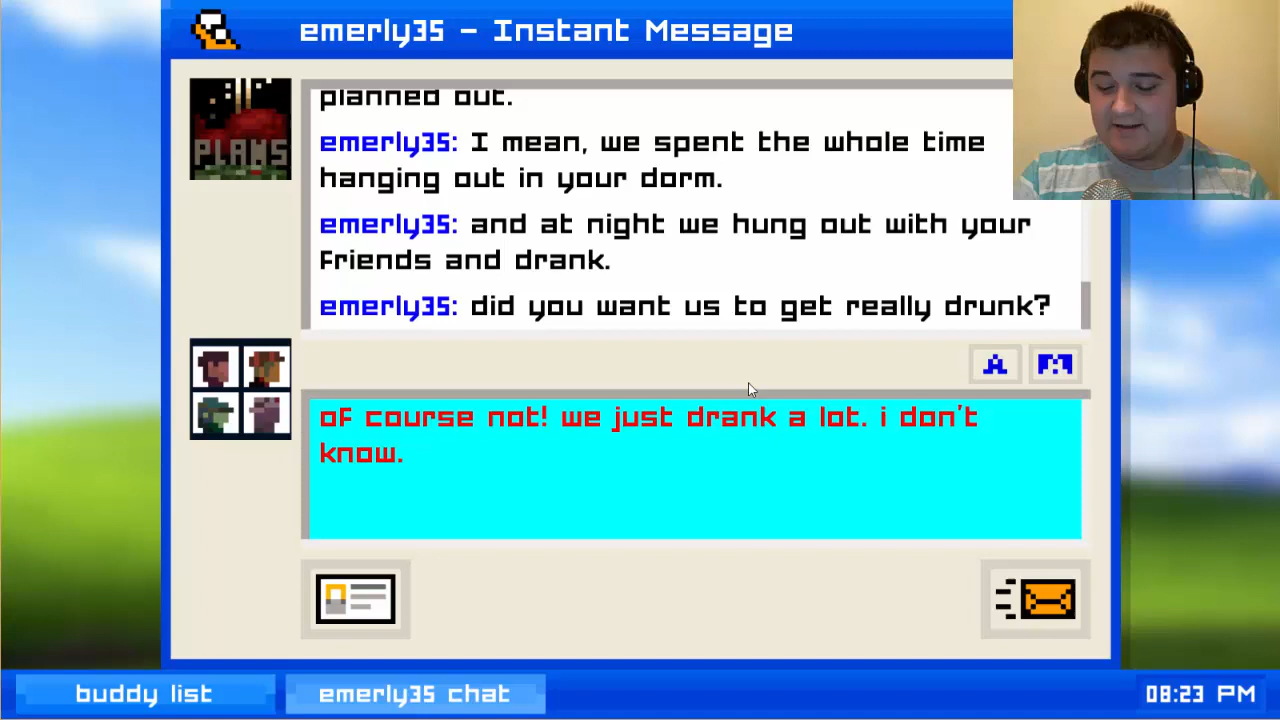 emerly35 - Instant Message
PLANS
planned out.
emerly35: I mean, we spent the whole time
hanging out in your dorm.
emerly35: and at night we hung out with your
friends and drank.
emerly35: did you want us to get really drunk?
A
of course not! we just drank a lot. i don't
know.
buddy list
emerly35 chat
08:23 PM